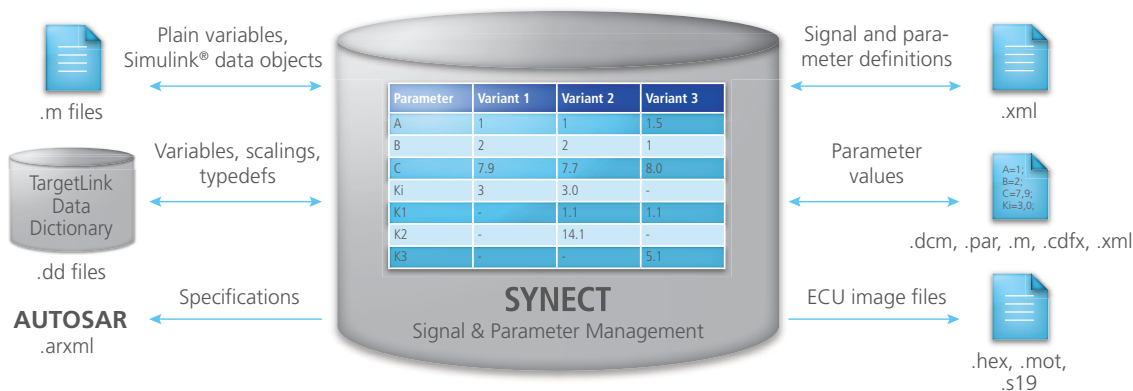 Plain variables,
Simulink® data objects
.m files
Variables, scalings,
typedefs
TargetLink
Data
Dictionary
.dd files
Specifications
AUTOSAR
.arxml
Parameter Variant 1 Variant 2 Variant 3
A 1 1 1.5
B 2 2 1
C 7.9 7.7 8.0
Ki 3 3.0 -
K1 - 1.1 1.1
K2 - 14.1 -
K3 - - 5.1
SYNECT
Signal & Parameter Management
Signal and para-
meter definitions
.xml
Parameter
values
A=1;
B=2;
C=7,9;
Ki=3,0;
.dcm, .par, .m, .cdfx, .xml
ECU image files
.hex, .mot,
.s19